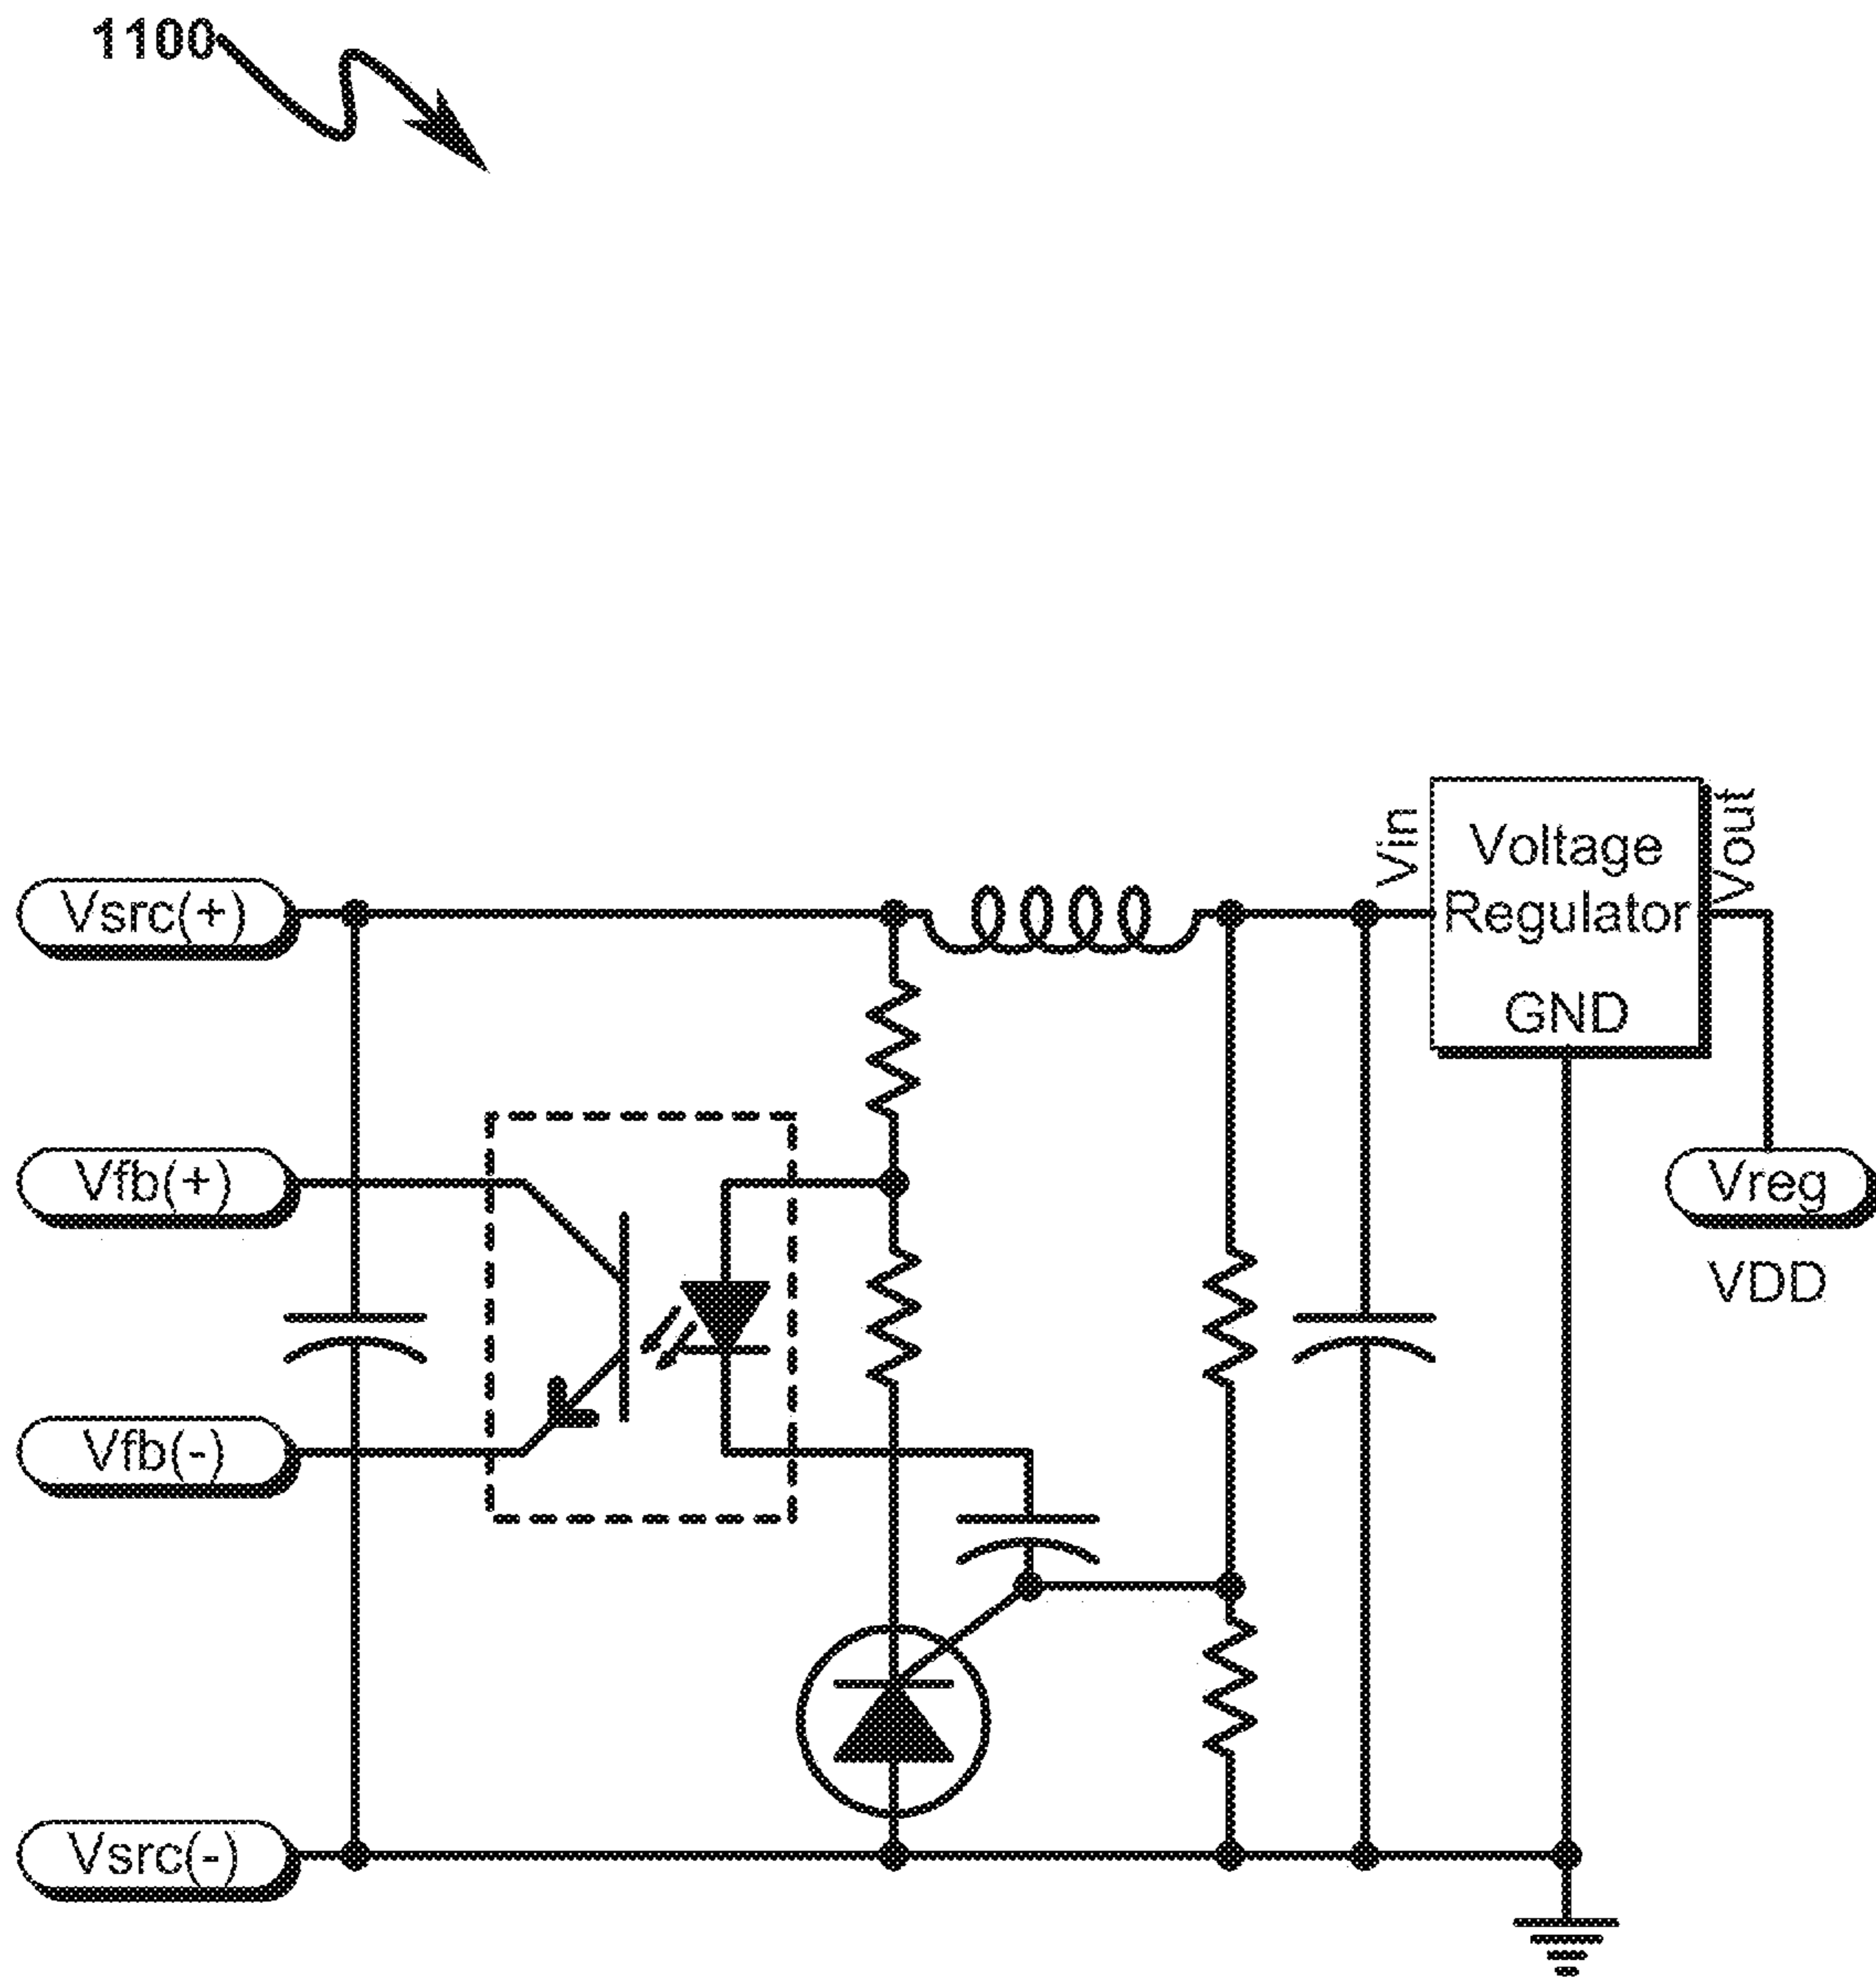 1100
Vsrc(+)
Vin
Voltage
Regulator
GND
Vout
Vfb(+)
Vreg
VDD
Vfb(-)
Vsrc(-)